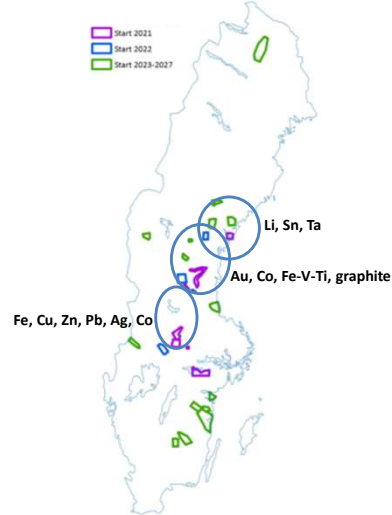 Start 2021
Start 2022
Start 2023-2027
Li, Sn, Ta
Au, Co, Fe-V-Ti, graphite
Fe, Cu, Zn, Pb, Ag, Co